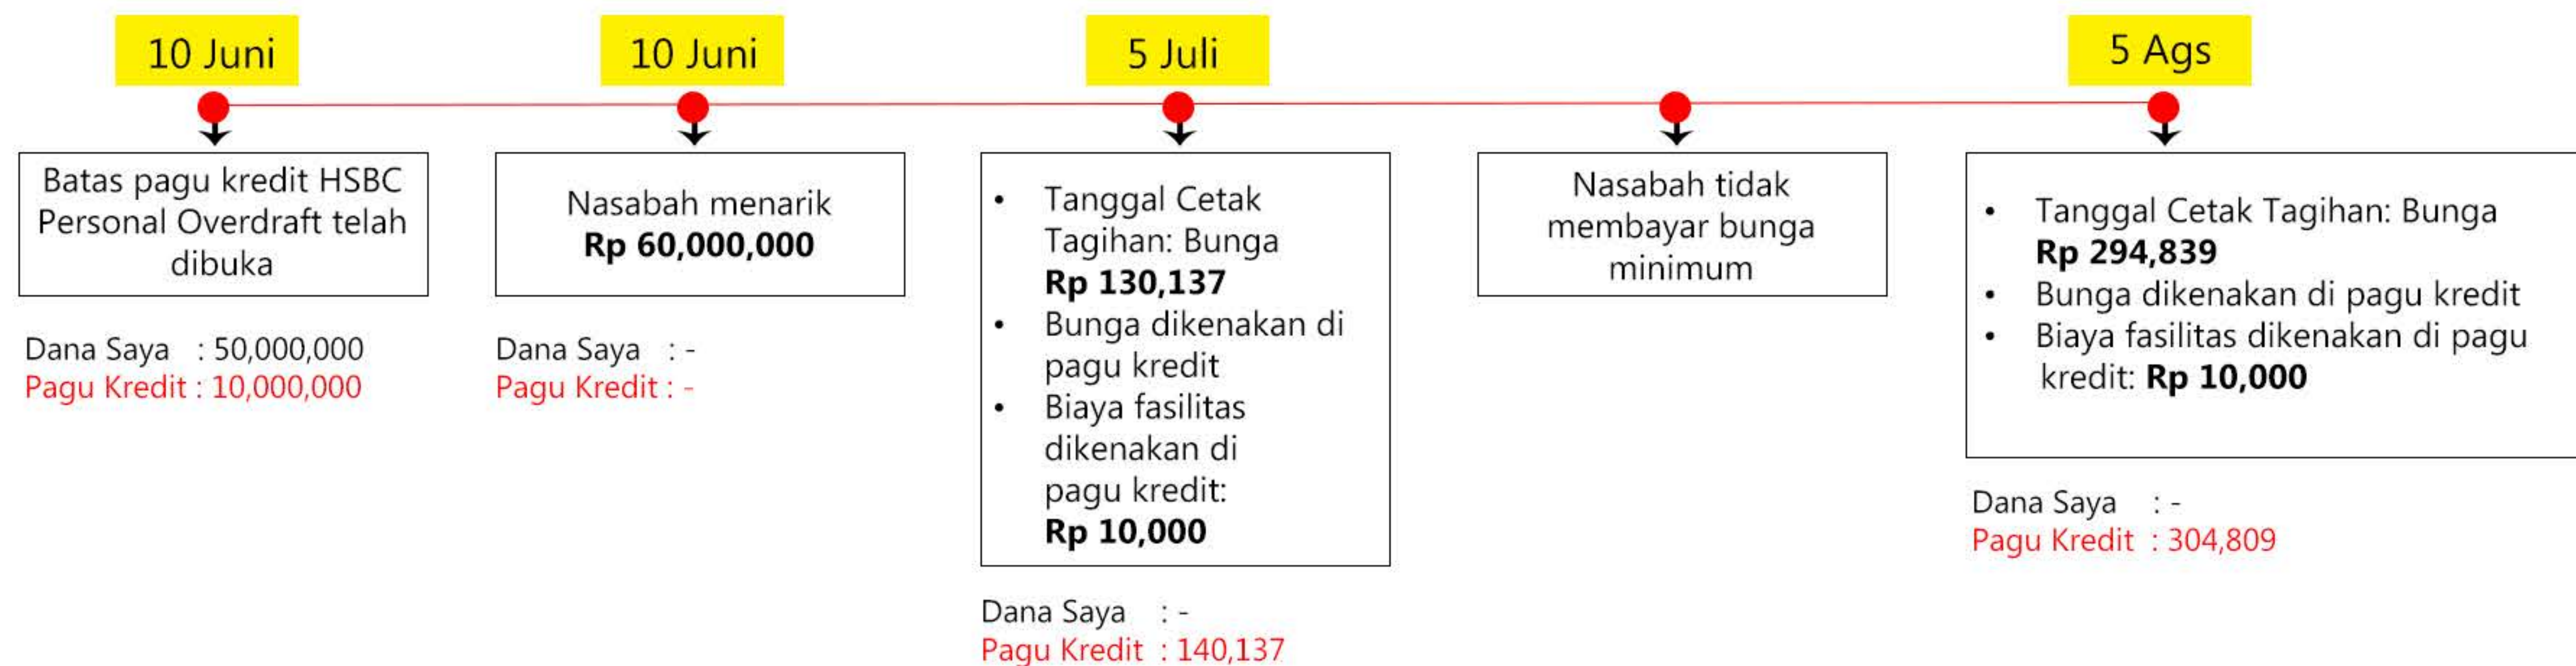 10 Juni
Batas pagu kredit HSBC
Personal Overdraft telah
dibuka
Dana Saya : 50,000,000
Pagu Kredit : 10,000,000
10 Juni
Nasabah menarik
Rp 60,000,000
Dana Saya : -
Pagu Kredit : -
5 Juli
• Tanggal Cetak
Tagihan: Bunga
Rp 130,137
• Bunga dikenakan di
pagu kredit
• Biaya fasilitas
dikenakan di
pagu kredit:
Rp 10,000
Dana Saya : -
Pagu Kredit : 140,137
Nasabah tidak
membayar bunga
minimum
5 Ags
• Tanggal Cetak Tagihan: Bunga
Rp 294,839
• Bunga dikenakan di pagu kredit
• Biaya fasilitas dikenakan di pagu
kredit: Rp 10,000
Dana Saya : -
Pagu Kredit : 304,809